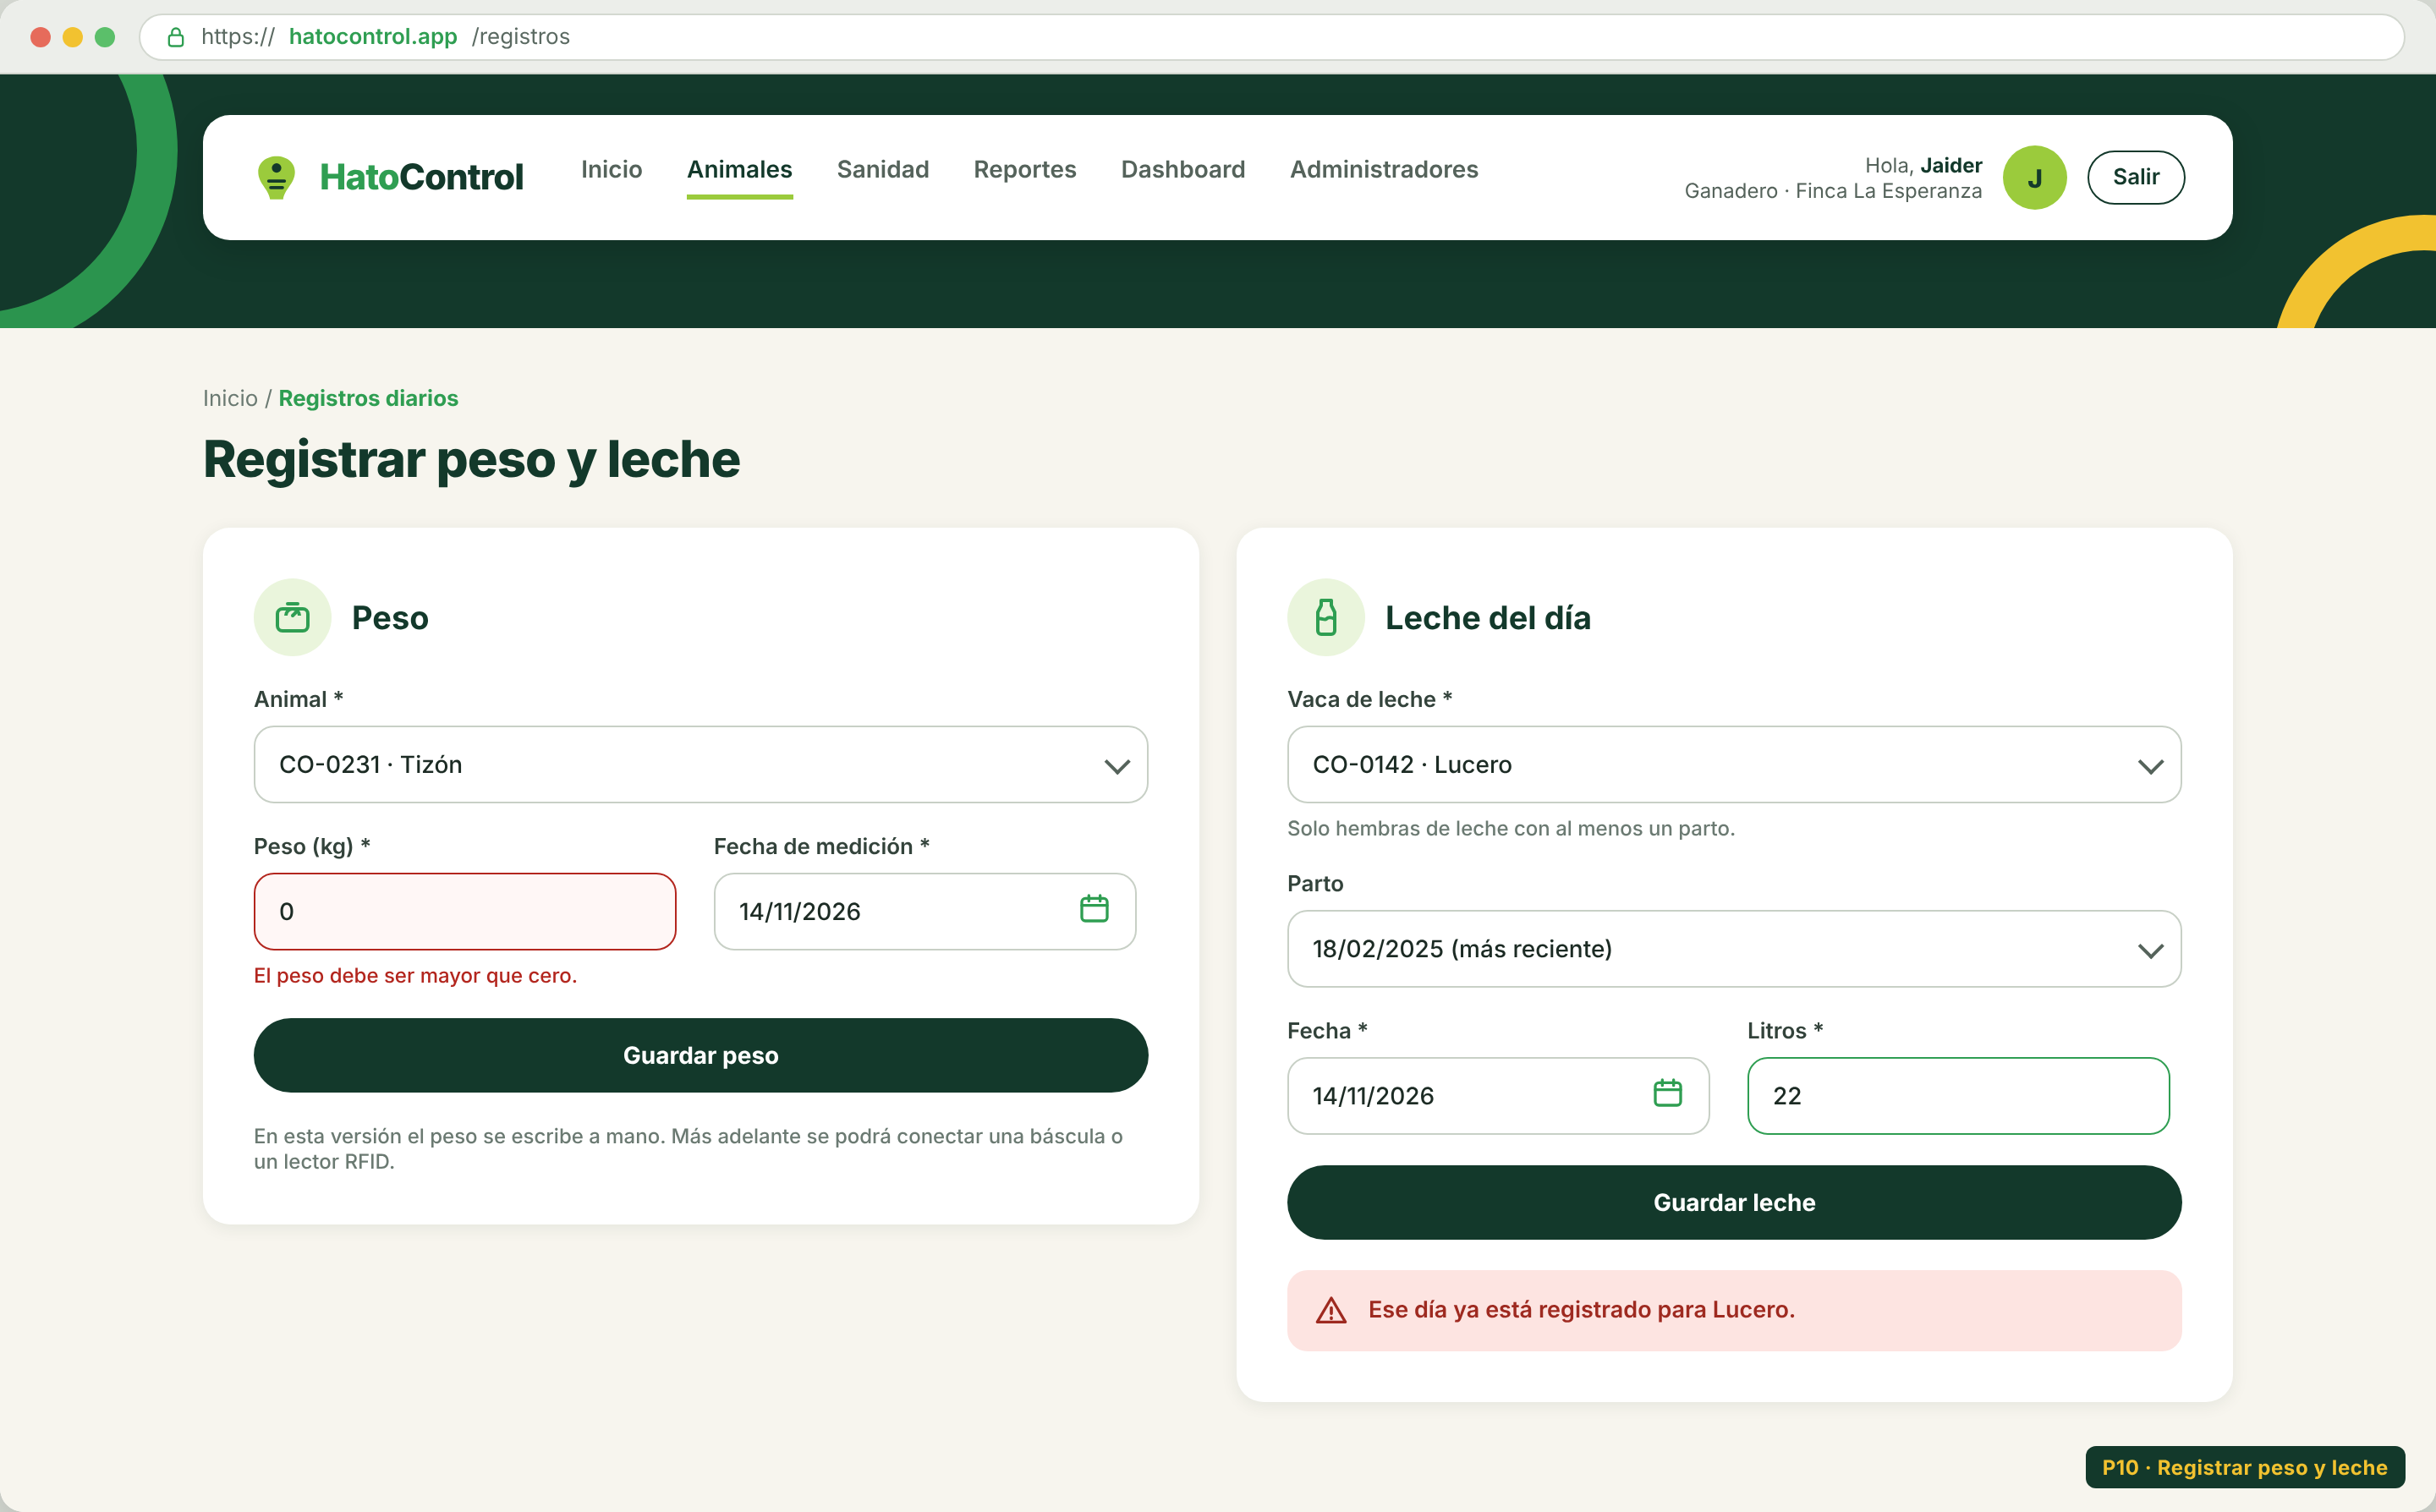 https:// hatocontrol.app /registros
HatoControl
Inicio
Animales
Sanidad
Reportes
Dashboard
Administradores
Hola, Jaider
Ganadero · Finca La Esperanza
J
Salir
Inicio / Registros diarios
Registrar peso y leche
Peso
Animal *
CO-0231 · Tizón
Peso (kg) *
0
El peso debe ser mayor que cero.
Fecha de medición *
14/11/2026
Guardar peso
En esta versión el peso se escribe a mano. Más adelante se podrá conectar una báscula o
un lector RFID.
Leche del día
Vaca de leche *
CO-0142 · Lucero
Solo hembras de leche con al menos un parto.
Parto
18/02/2025 (más reciente)
Fecha *
14/11/2026
Litros *
22
Guardar leche
Ese día ya está registrado para Lucero.
P10 · Registrar peso y leche